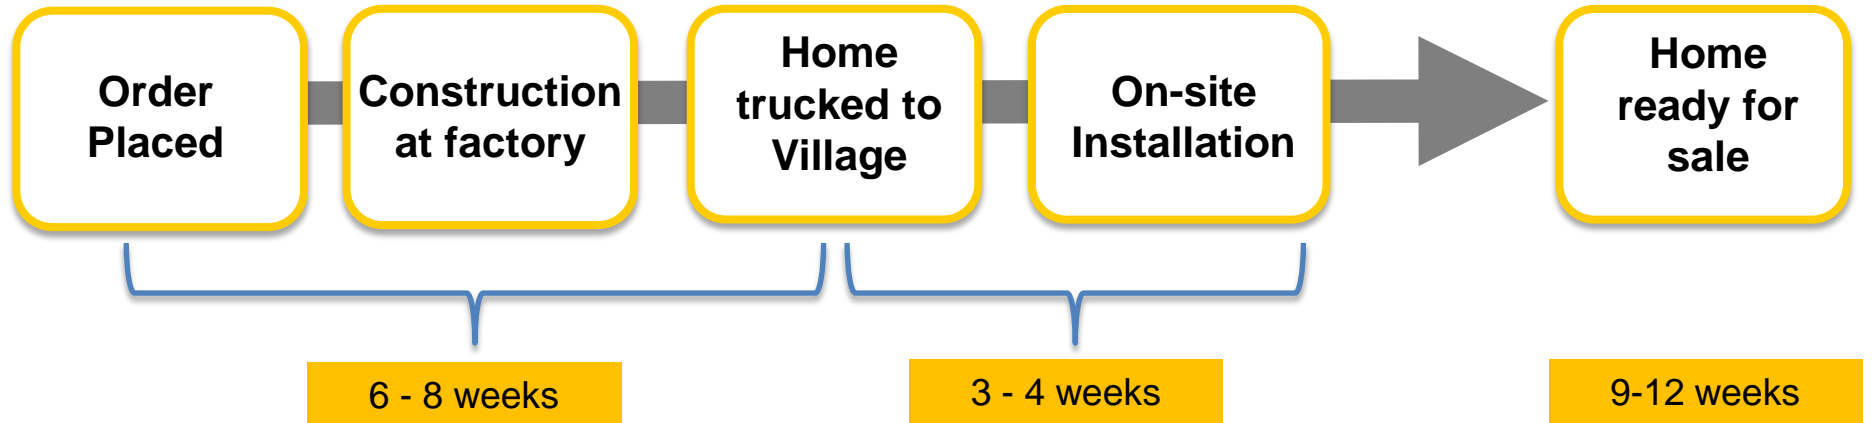 Order
Placed
Construction
at factory
Home
trucked to
Village
On-site
Installation
Home
ready for
sale
6 - 8 weeks
3 - 4 weeks
9-12 weeks